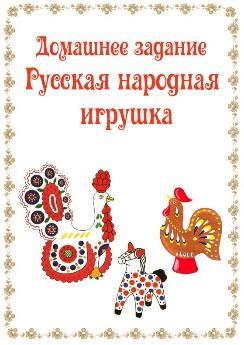 Домашнее задание
Русская народная
игрушка